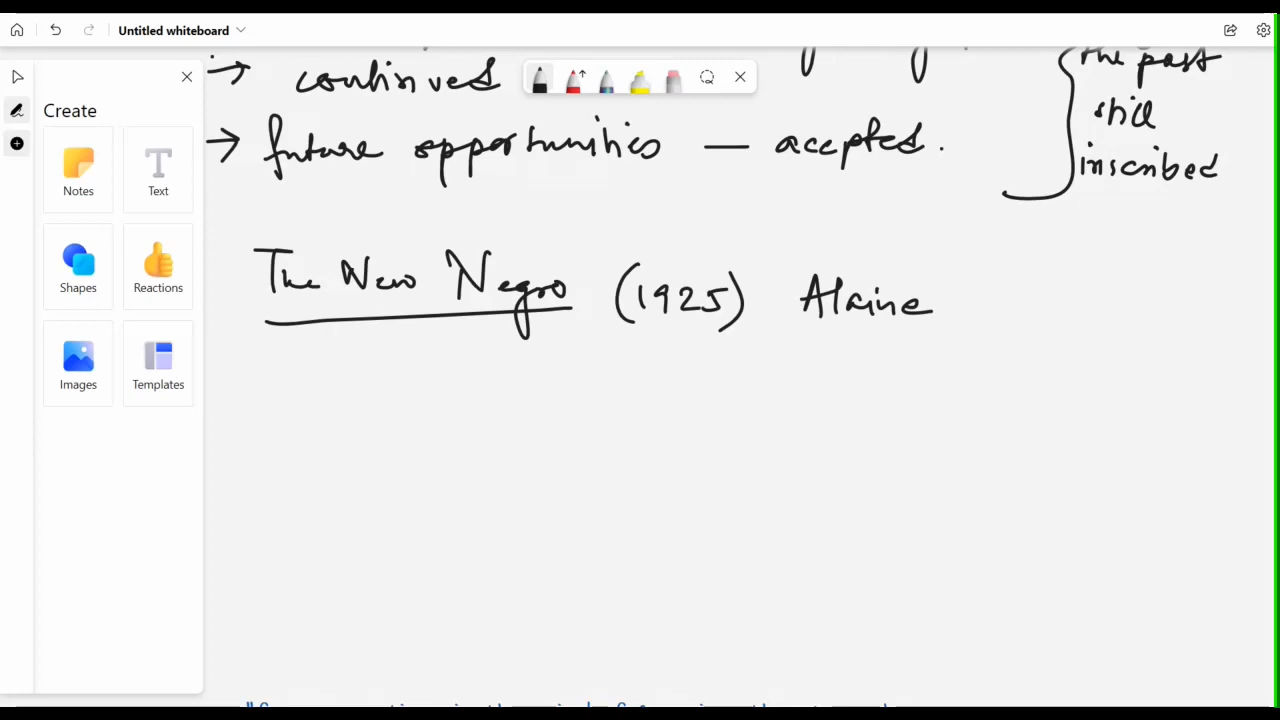 Untitled whiteboard
Create
Notes
Text
Shapes
Reactions
Images
Templates
→ continued
→ future opportunities — accepted.
the past
still
inscribed
The New Negro (1925) Alaine